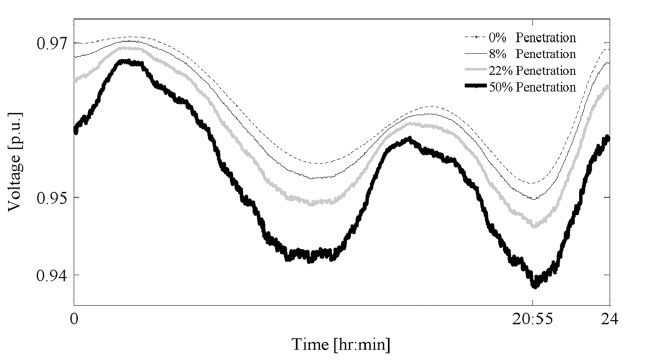 0.97
0% Penetration
8% Penetration
22% Penetration
50% Penetration
Voltage [p.u.]
0.95
0.94
0 20:55 24
Time [hr:min]